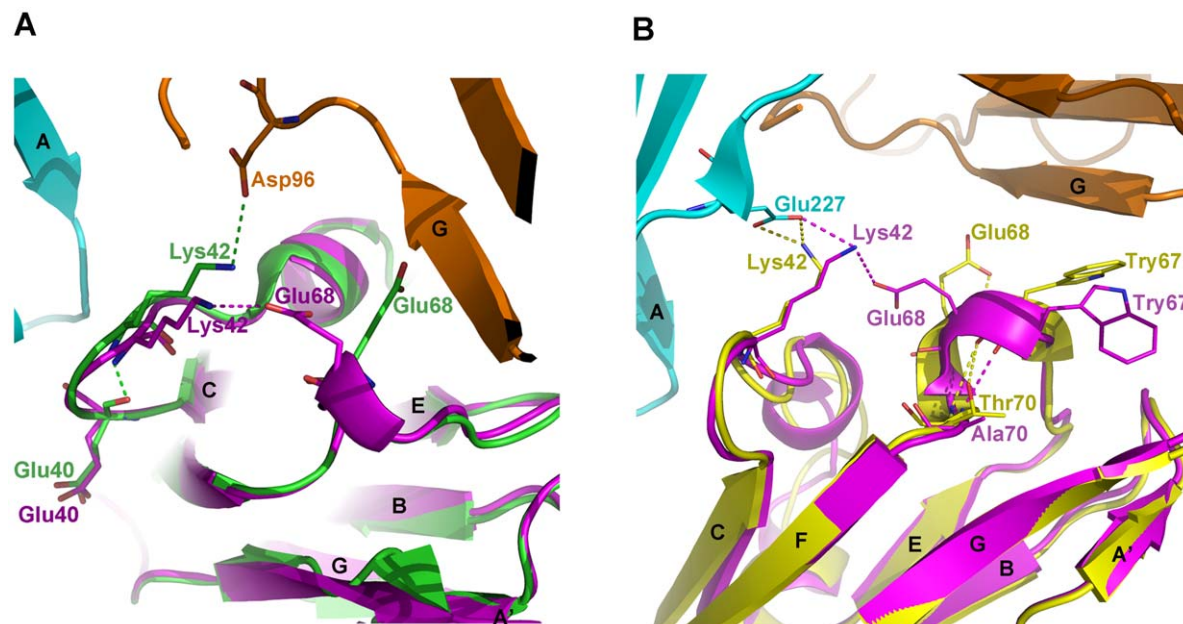 A
B
A
Asp96
Lys42
G
Glu68
Glu68
Lys42
C
E
Glu40
Glu40
B
G
A'
G
Glu227
Lys42
Glu68
Lys42
Try67
A
Glu68
Try67
Thr70
Ala70
C
F
E
G
B
A'